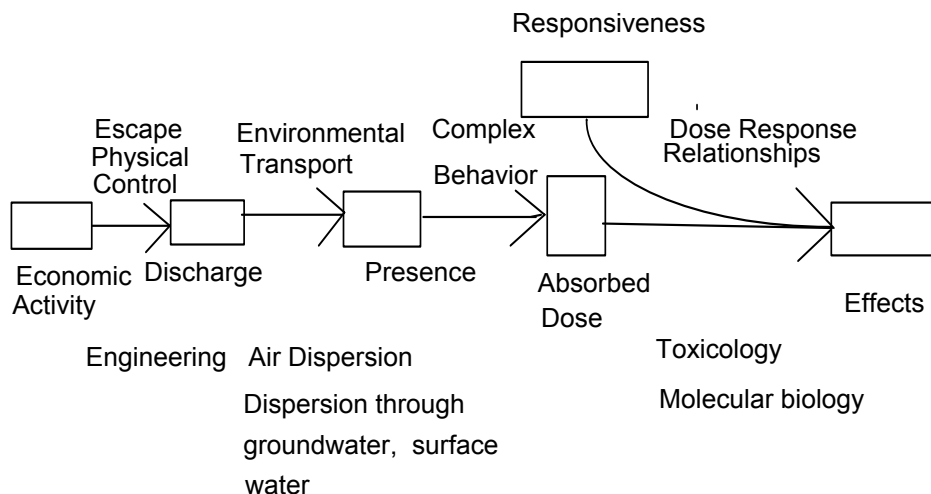 Responsiveness
Escape
Physical
Control
Environmental
Transport
Complex
Behavior
Dose Response
Relationships
Economic
Activity
Discharge
Presence
Absorbed
Dose
Effects
Engineering
Air Dispersion
Dispersion through
groundwater, surface
water
Toxicology
Molecular biology